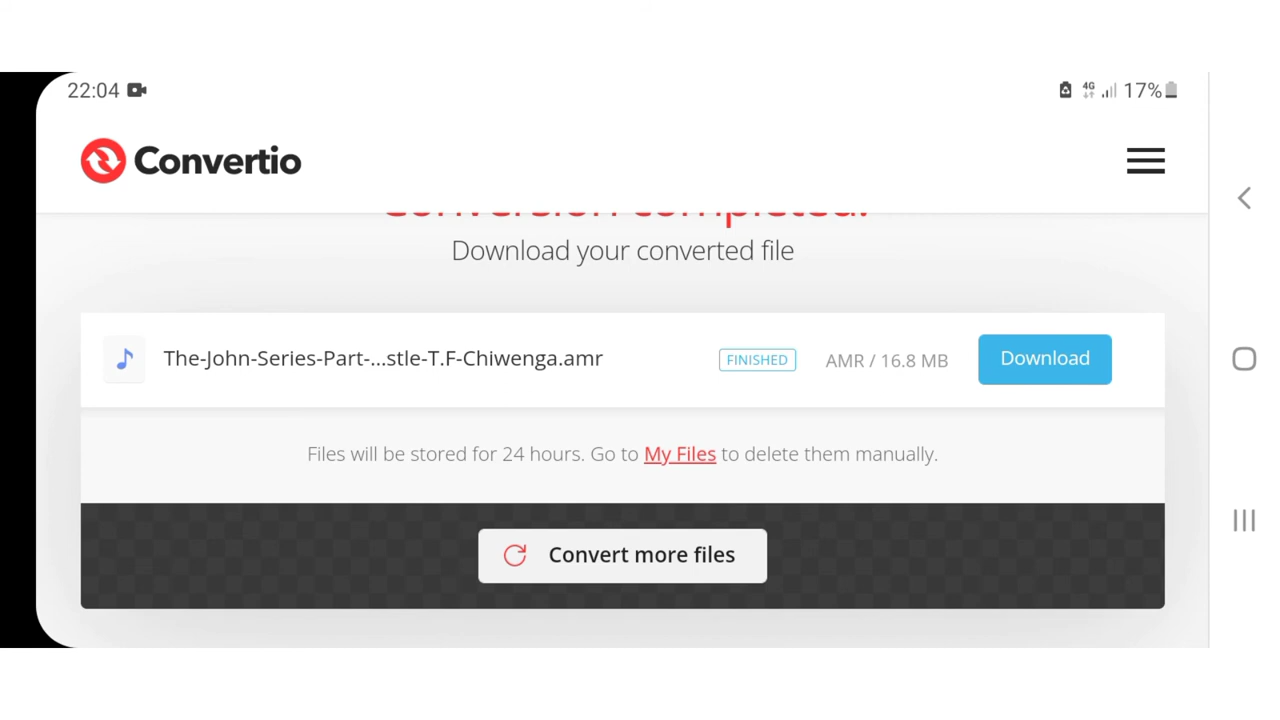 22:04
4G
17%
Convertio
Conversion completed!
Download your converted file
The-John-Series-Part-...stle-T.F-Chiwenga.amr
FINISHED
AMR / 16.8 MB
Download
Files will be stored for 24 hours. Go to My Files to delete them manually.
Convert more files